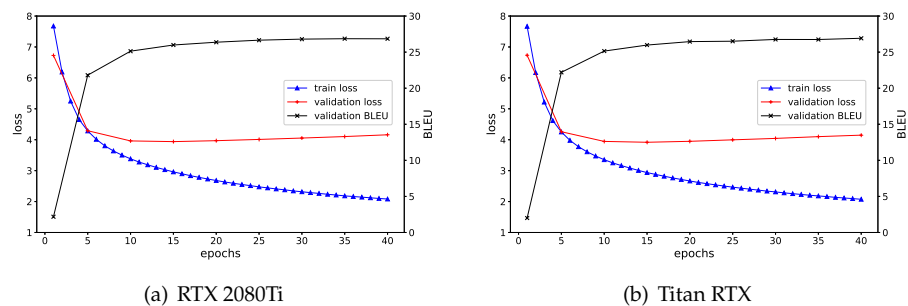 8
7
6
5
4
3
2
1
loss
30
25
20
15
10
5
0
BLEU
train loss
validation loss
validation BLEU
0 5 10 15 20 25 30 35 40
epochs
(a) RTX 2080Ti
8
7
6
5
4
3
2
1
loss
30
25
20
15
10
5
0
BLEU
train loss
validation loss
validation BLEU
0 5 10 15 20 25 30 35 40
epochs
(b) Titan RTX